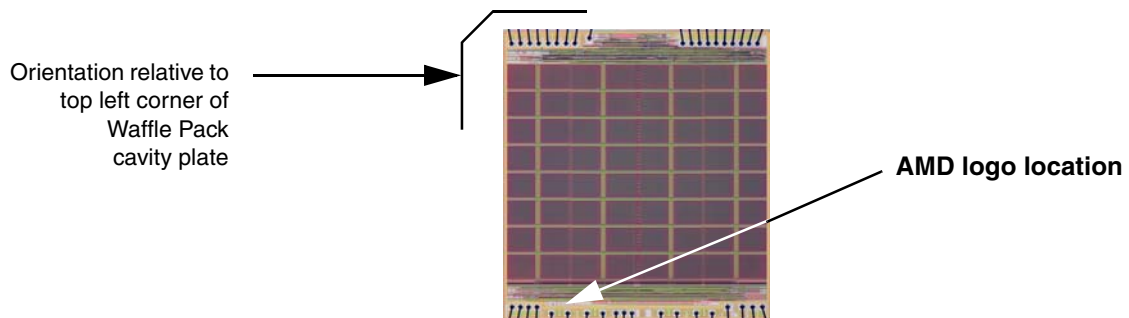 Orientation relative to
top left corner of
Waffle Pack
cavity plate
AMD logo location